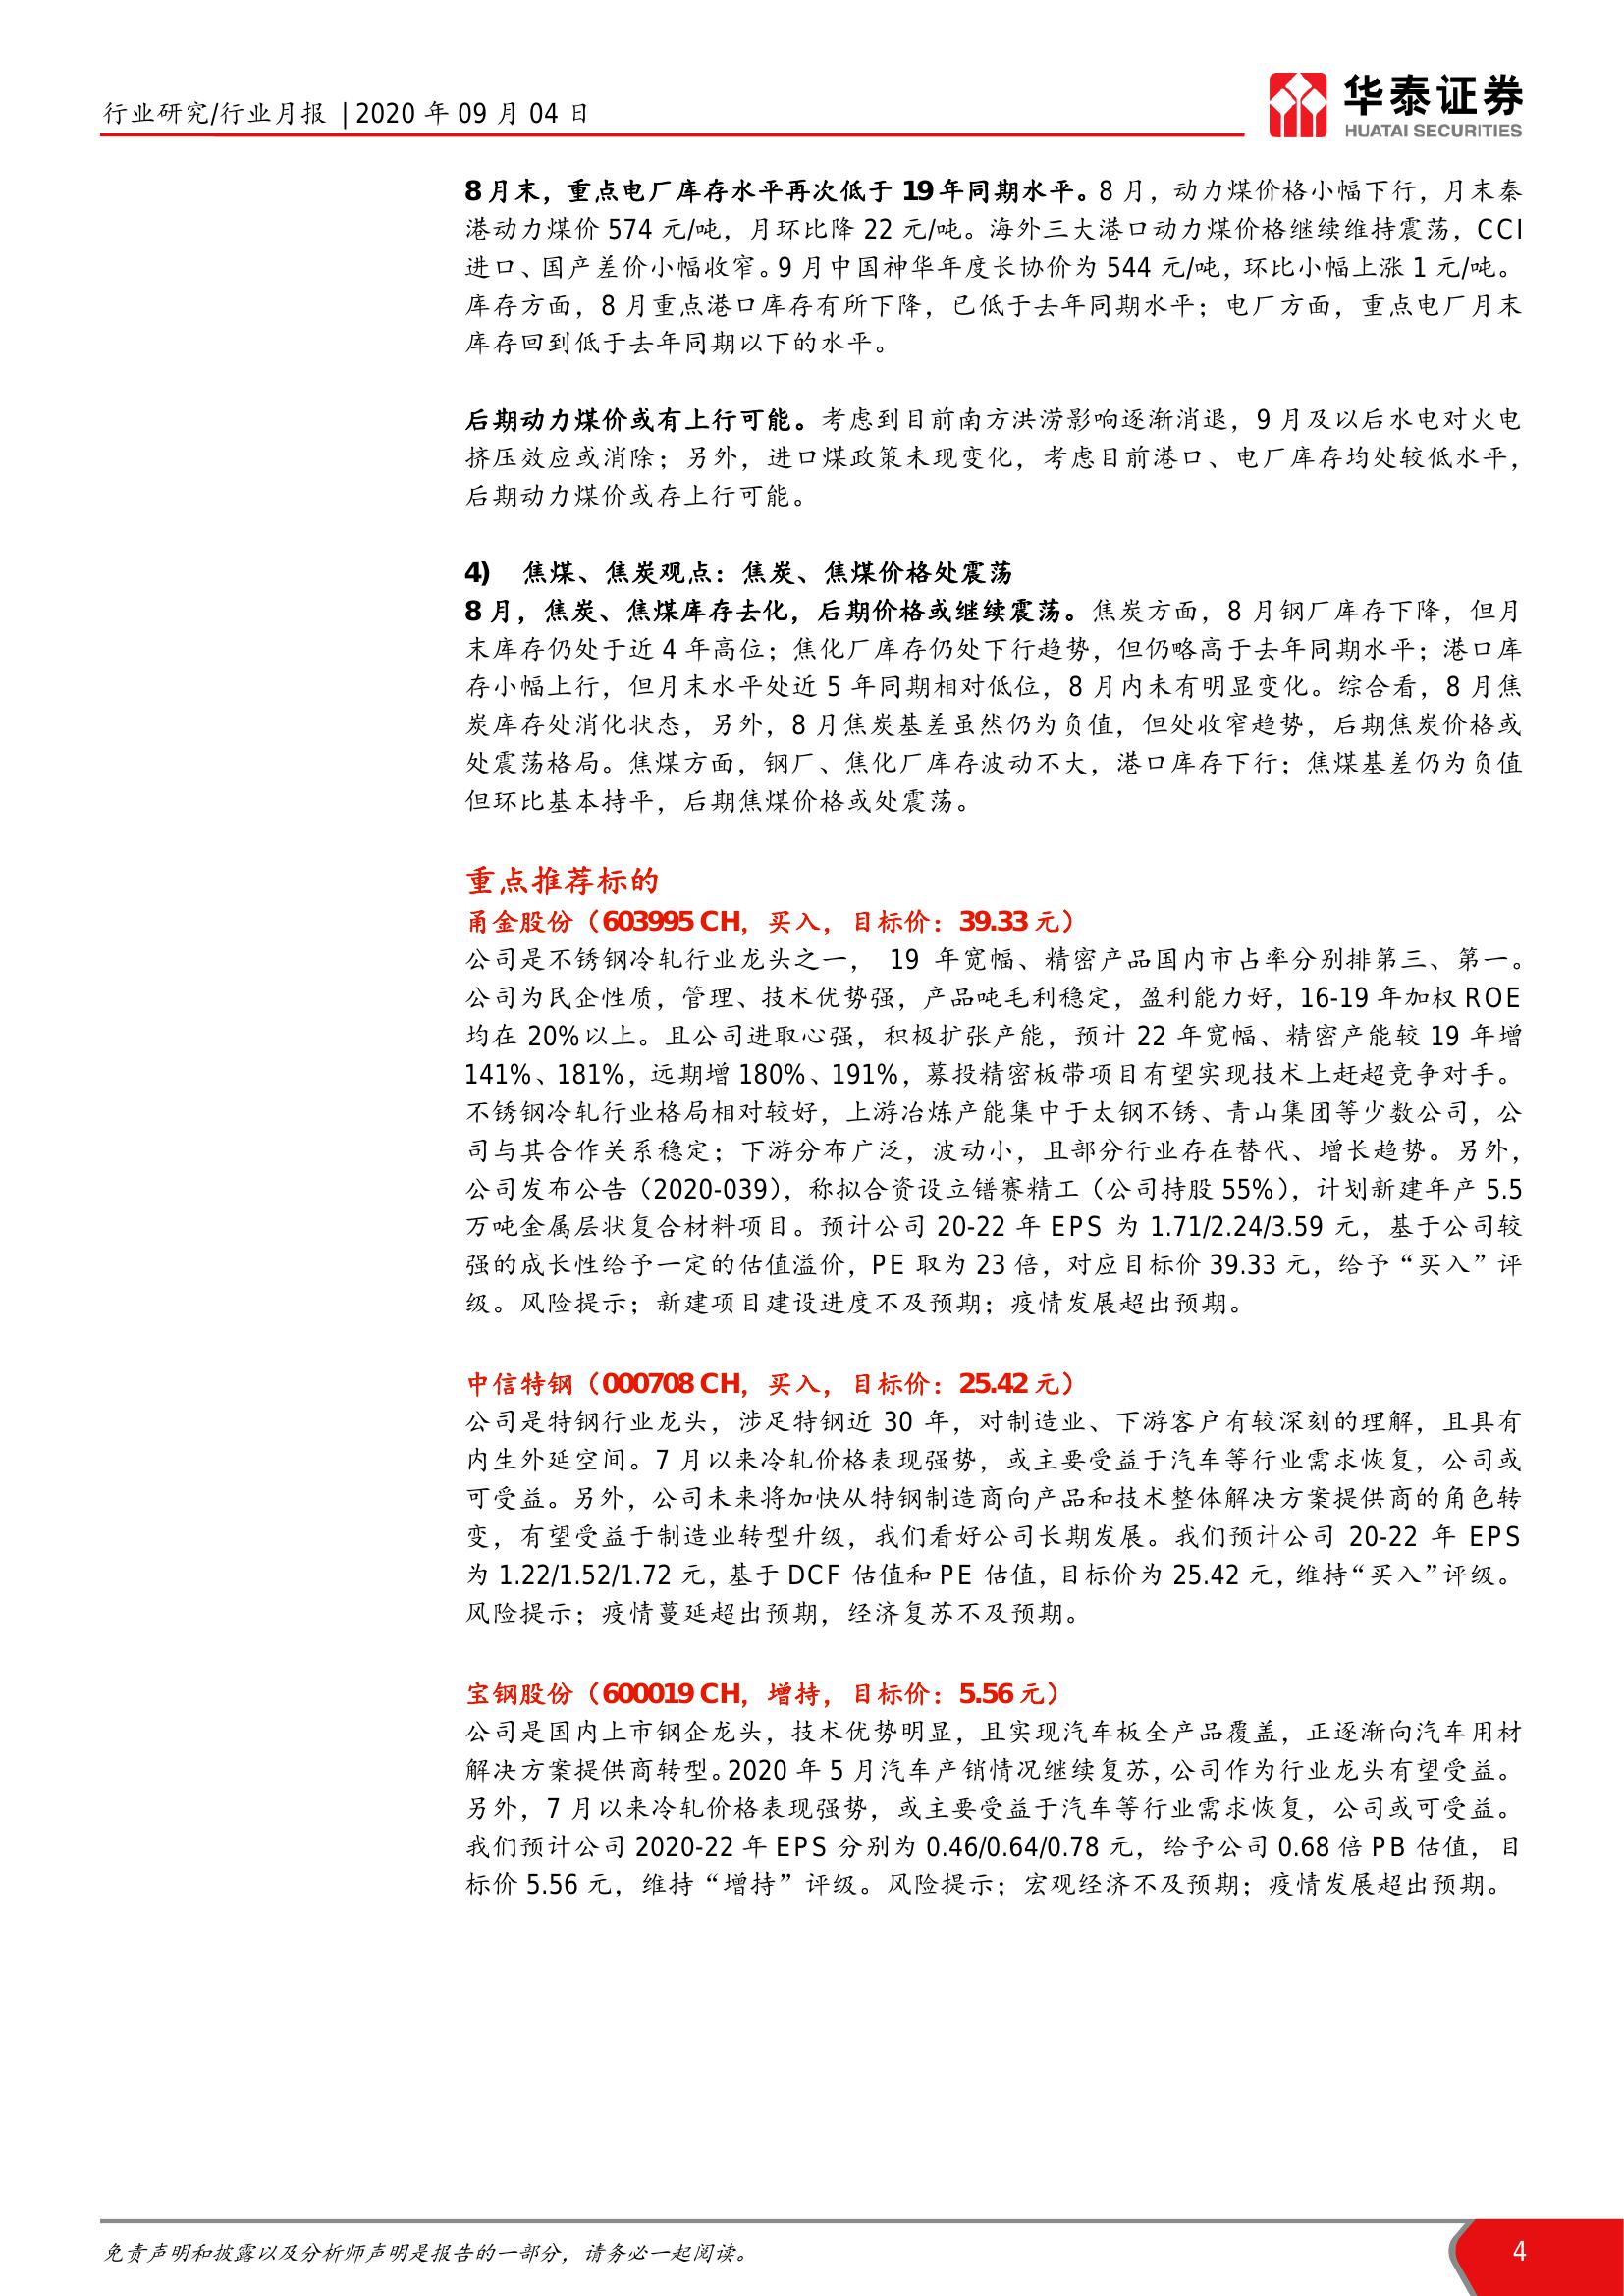 行业研究/行业月报 | 2020 年 09 月 04 日
华泰证券
HUATAI SECURITIES
8 月末，重点电厂库存水平再次低于 19 年同期水平。8 月，动力煤价格小幅下行，月末秦
港动力煤价 574 元/吨，月环比降 22 元/吨。海外三大港口动力煤价格继续维持震荡，CCI
进口、国产差价小幅收窄。9 月中国神华年度长协价为 544 元/吨，环比小幅上涨 1 元/吨。
库存方面，8 月重点港口库存有所下降，已低于去年同期水平；电厂方面，重点电厂月末
库存回到低于去年同期以下的水平。
后期动力煤价或有上行可能。考虑到目前南方洪涝影响逐渐消退，9 月及以后水电对火电
挤压效应或消除；另外，进口煤政策未现变化，考虑目前港口、电厂库存均处较低水平，
后期动力煤价或存上行可能。
4) 焦煤、焦炭观点：焦炭、焦煤价格处震荡
8 月，焦炭、焦煤库存去化，后期价格或继续震荡。焦炭方面，8 月钢厂库存下降，但月
末库存仍处于近 4 年高位；焦化厂库存仍处下行趋势，但仍略高于去年同期水平；港口库
存小幅上行，但月末水平处近 5 年同期相对低位，8 月内未有明显变化。综合看，8 月焦
炭库存处消化状态，另外，8 月焦炭基差虽然仍为负值，但处收窄趋势，后期焦炭价格或
处震荡格局。焦煤方面，钢厂、焦化厂库存波动不大，港口库存下行；焦煤基差仍为负值
但环比基本持平，后期焦煤价格或处震荡。
重点推荐标的
甬金股份（603995 CH，买入，目标价：39.33 元）
公司是不锈钢冷轧行业龙头之一， 19 年宽幅、精密产品国内市占率分别排第三、第一。
公司为民企性质，管理、技术优势强，产品吨毛利稳定，盈利能力好，16-19 年加权 ROE
均在 20%以上。且公司进取心强，积极扩张产能，预计 22 年宽幅、精密产能较 19 年增
141%、181%，远期增 180%、191%，募投精密板带项目有望实现技术上赶超竞争对手。
不锈钢冷轧行业格局相对较好，上游冶炼产能集中于太钢不锈、青山集团等少数公司，公
司与其合作关系稳定；下游分布广泛，波动小，且部分行业存在替代、增长趋势。另外，
公司发布公告（2020-039），称拟合资设立镨赛精工（公司持股 55%），计划新建年产 5.5
万吨金属层状复合材料项目。预计公司 20-22 年 EPS 为 1.71/2.24/3.59 元，基于公司较
强的成长性给予一定的估值溢价，PE 取为 23 倍，对应目标价 39.33 元，给予“买入”评
级。风险提示；新建项目建设进度不及预期；疫情发展超出预期。
中信特钢（000708 CH，买入，目标价：25.42 元）
公司是特钢行业龙头，涉足特钢近 30 年，对制造业、下游客户有较深刻的理解，且具有
内生外延空间。7 月以来冷轧价格表现强势，或主要受益于汽车等行业需求恢复，公司或
可受益。另外，公司未来将加快从特钢制造商向产品和技术整体解决方案提供商的角色转
变，有望受益于制造业转型升级，我们看好公司长期发展。我们预计公司 20-22 年 EPS
为 1.22/1.52/1.72 元，基于 DCF 估值和 PE 估值，目标价为 25.42 元，维持“买入”评级。
风险提示；疫情蔓延超出预期，经济复苏不及预期。
宝钢股份（600019 CH，增持，目标价：5.56 元）
公司是国内上市钢企龙头，技术优势明显，且实现汽车板全产品覆盖，正逐渐向汽车用材
解决方案提供商转型。2020 年 5 月汽车产销情况继续复苏，公司作为行业龙头有望受益。
另外，7 月以来冷轧价格表现强势，或主要受益于汽车等行业需求恢复，公司或可受益。
我们预计公司 2020-22 年 EPS 分别为 0.46/0.64/0.78 元，给予公司 0.68 倍 PB 估值，目
标价 5.56 元，维持“增持”评级。风险提示；宏观经济不及预期；疫情发展超出预期。
免责声明和披露以及分析师声明是报告的一部分，请务必一起阅读。
4